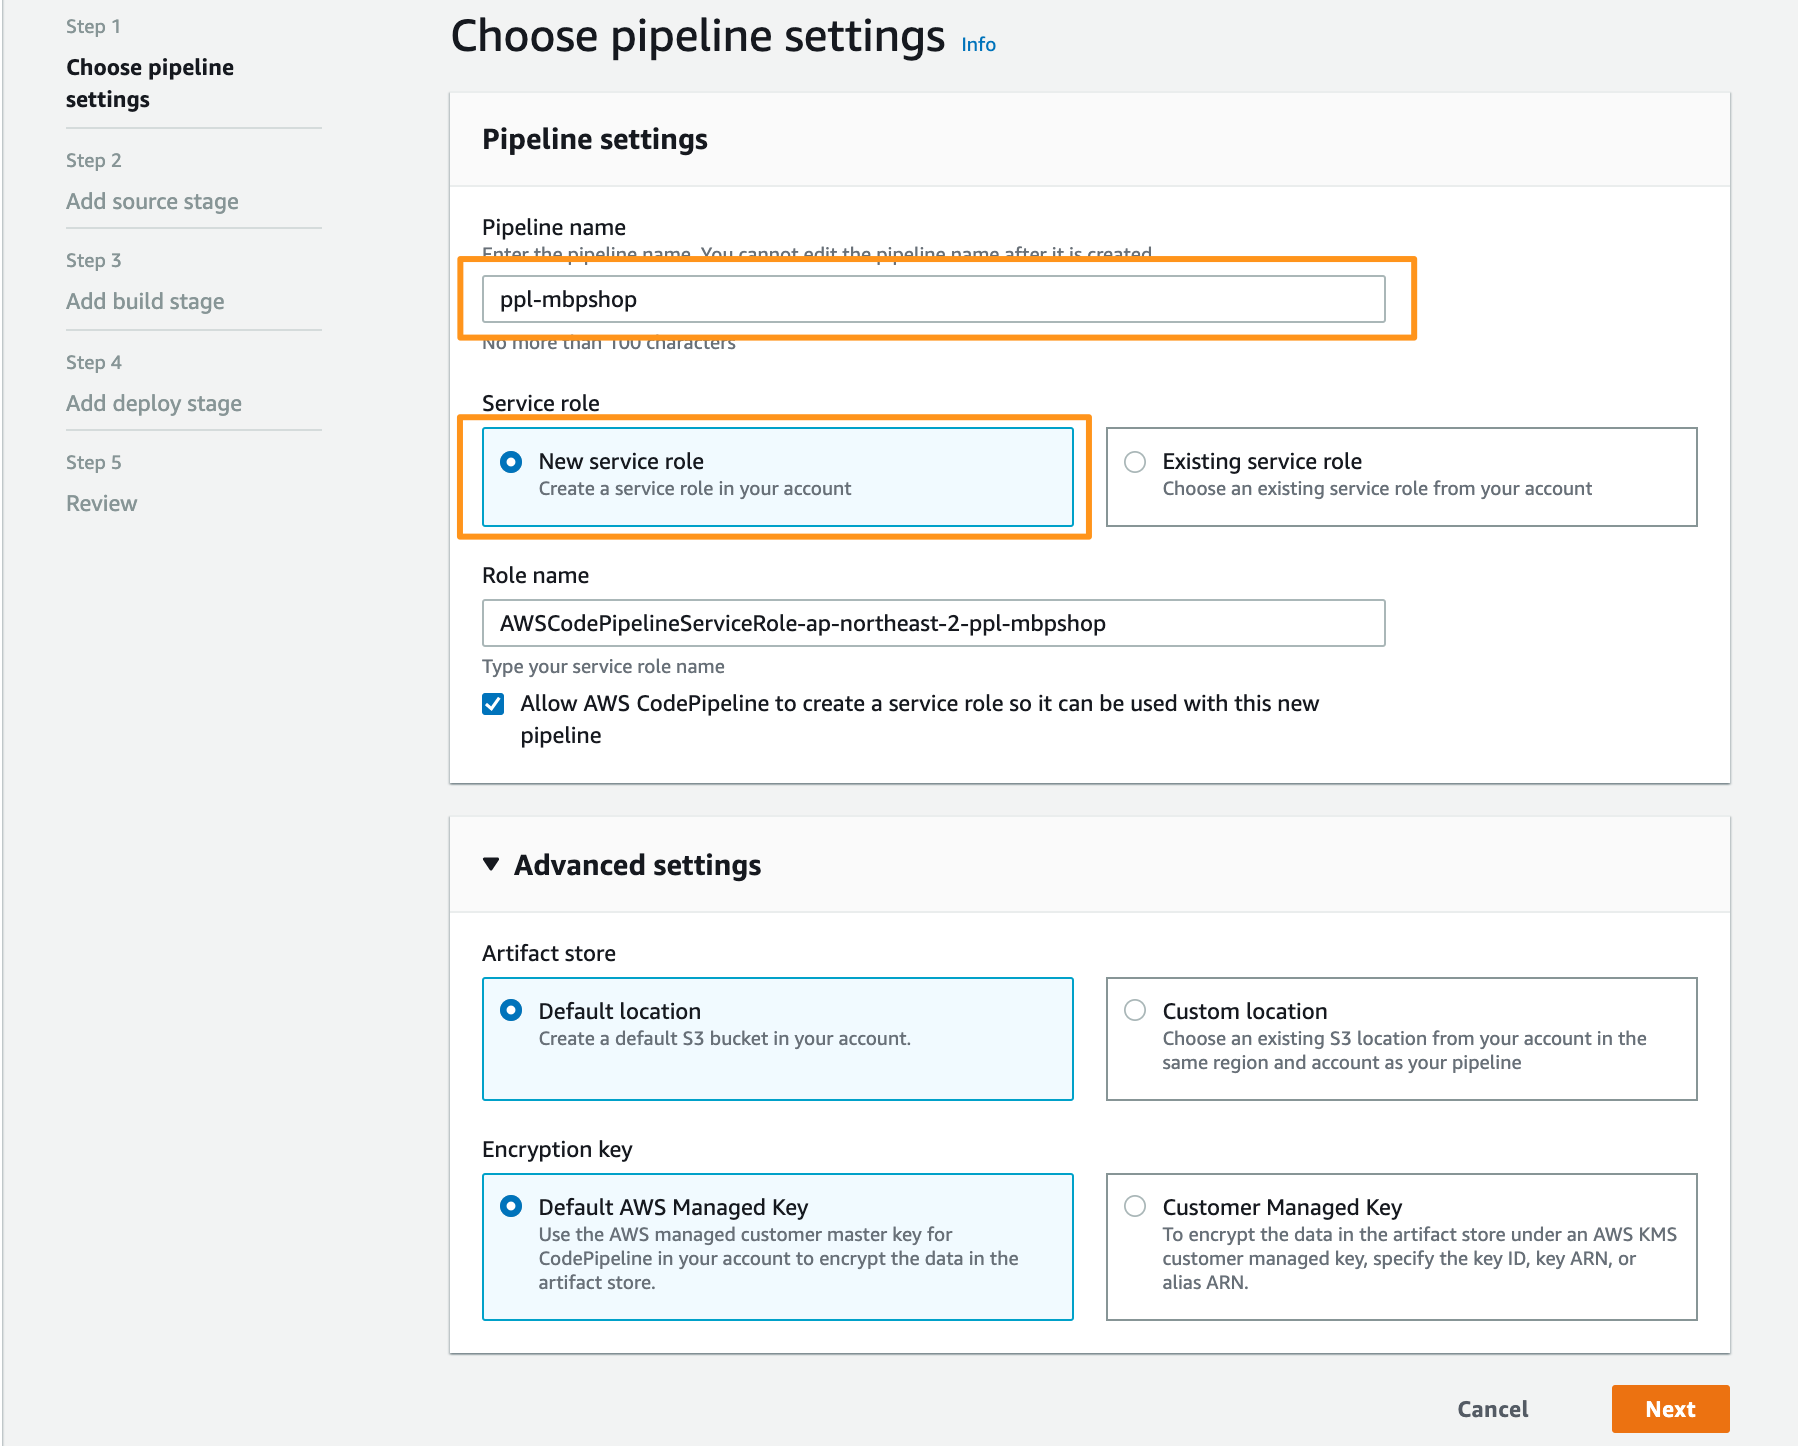 Step 1
Choose pipeline
settings
Step 2
Add source stage
Step 3
Add build stage
Step 4
Add deploy stage
Step 5
Review
Choose pipeline settings Info
Pipeline settings
Pipeline name
Enter the pipeline name. You cannot edit the pipeline name after it is created.
ppl-mbpshop
No more than 100 characters
Service role
New service role
Create a service role in your account
Existing service role
Choose an existing service role from your account
Role name
AWSCodePipelineServiceRole-ap-northeast-2-ppl-mbpshop
Type your service role name
Allow AWS CodePipeline to create a service role so it can be used with this new
pipeline
Advanced settings
Artifact store
Default location
Create a default S3 bucket in your account.
Custom location
Choose an existing S3 location from your account in the
same region and account as your pipeline
Encryption key
Default AWS Managed Key
Use the AWS managed customer master key for
CodePipeline in your account to encrypt the data in the
artifact store.
Customer Managed Key
To encrypt the data in the artifact store under an AWS KMS
customer managed key, specify the key ID, key ARN, or
alias ARN.
Cancel
Next